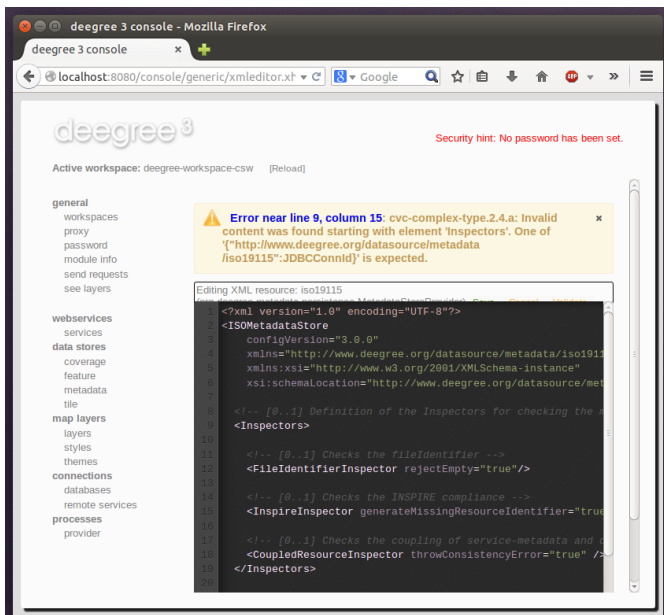 deegree 3 console - Mozilla Firefox
deegree 3 console
localhost:8080/console/generic/xmleditor.xh
Google
deegree 3
Security hint: No password has been set.
Active workspace: deegree-workspace-csw [Reload]
general
workspaces
proxy
password
module info
send requests
see layers
webservices
services
data stores
coverage
feature
metadata
tile
map layers
layers
styles
themes
connections
databases
remote services
processes
provider
Error near line 9, column 15: cvc-complex-type.2.4.a: Invalid
content was found starting with element 'Inspectors'. One of
'{"http://www.deegree.org/datasource/metadata
/iso19115":JDBCConnId}' is expected.
Editing XML resource: iso19115
(org.deegree.metadata.persistence.MetadataStoreProvider) Save Cancel Validate
1 <?xml version="1.0" encoding="UTF-8"?>
2 <ISOMetadataStore
3 configVersion="3.0.0"
4 xmlns="http://www.deegree.org/datasource/metadata/iso1911
5 xmlns:xsi="http://www.w3.org/2001/XMLSchema-instance"
6 xsi:schemaLocation="http://www.deegree.org/datasource/met
7
8 <!-- [0..1] Definition of the Inspectors for checking the m
9 <Inspectors>
10
11 <!-- [0..1] Checks the fileIdentifier -->
12 <FileIdentifierInspector rejectEmpty="true"/>
13
14 <!-- [0..1] Checks the INSPIRE compliance -->
15 <InspireInspector generateMissingResourceIdentifier="true
16
17 <!-- [0..1] Checks the coupling of service-metadata and
18 <CoupledResourceInspector throwConsistencyError="true" />
19 </Inspectors>
20